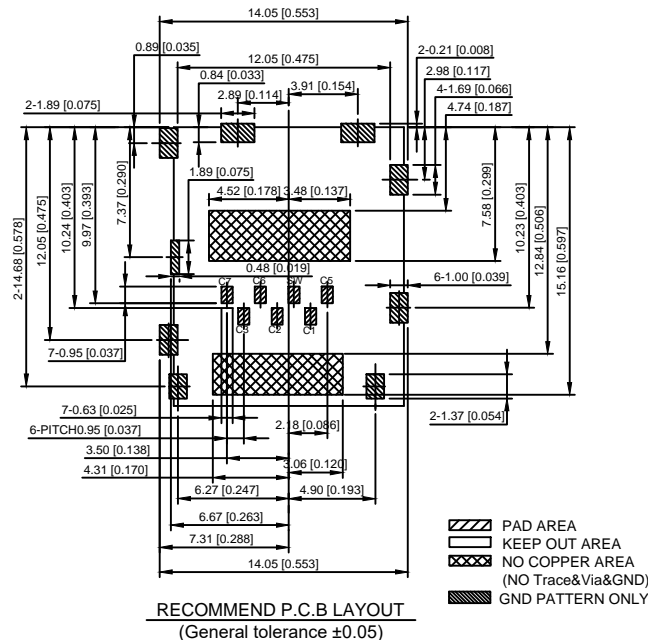 14.05 [0.553]
0.89 [0.035]
12.05 [0.475]
2-0.21 [0.008]
0.84 [0.033]
3.91 [0.154]
2.98 [0.117]
2.89 [0.114]
4-1.69 [0.066]
2-1.89 [0.075]
4.74 [0.187]
1.89 [0.075]
4.52 [0.178]
3.48 [0.137]
7.37 [0.290]
9.97 [0.393]
10.24 [0.403]
12.05 [0.475]
2-14.68 [0.578]
7.58 [0.299]
10.23 [0.403]
12.84 [0.506]
15.16 [0.597]
0.48 [0.019]
6-1.00 [0.039]
C7
C6
SW
C5
C3
C2
C1
7-0.95 [0.037]
7-0.63 [0.025]
2-1.37 [0.054]
6-PITCH0.95 [0.037]
2.18 [0.086]
3.50 [0.138]
3.06 [0.120]
4.31 [0.170]
6.27 [0.247]
4.90 [0.193]
6.67 [0.263]
7.31 [0.288]
14.05 [0.553]
PAD AREA
KEEP OUT AREA
NO COPPER AREA
(NO Trace&Via&GND)
GND PATTERN ONLY
RECOMMEND P.C.B LAYOUT
(General tolerance ±0.05)